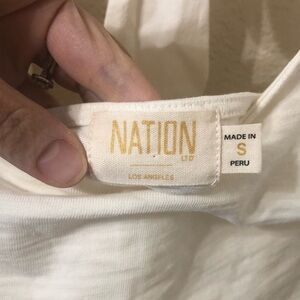 NATION
LTD
LOS ANGELES
MADE IN
S
PERU